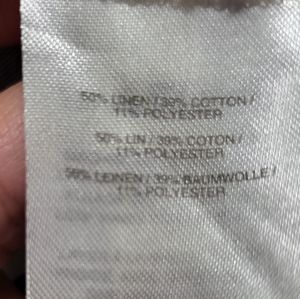 50% LINEN / 39% COTTON /
11% POLYESTER
50% LIN / 39% COTON /
11% POLYESTER
50% LEINEN / 39% BAUMWOLLE /
11% POLYESTER